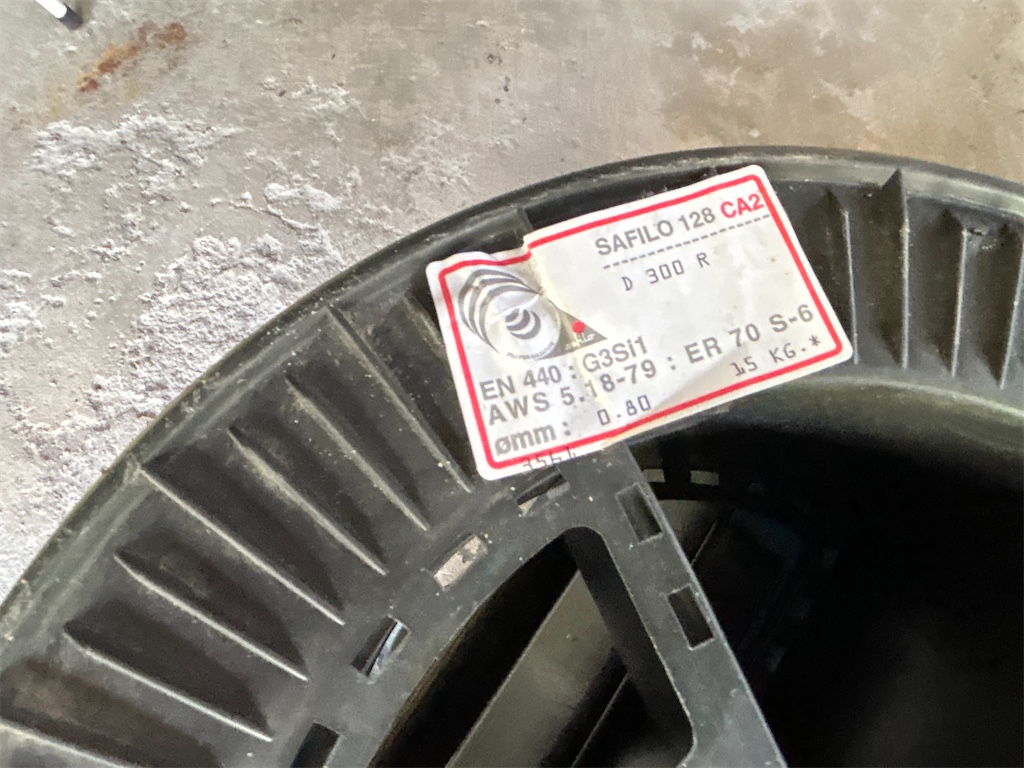 SAFILO 128 CA2
D 300 R
EN 440 : G3Si1
AWS 5.18-79 : ER 70 S-6
ømm : 0.80 15 KG.*